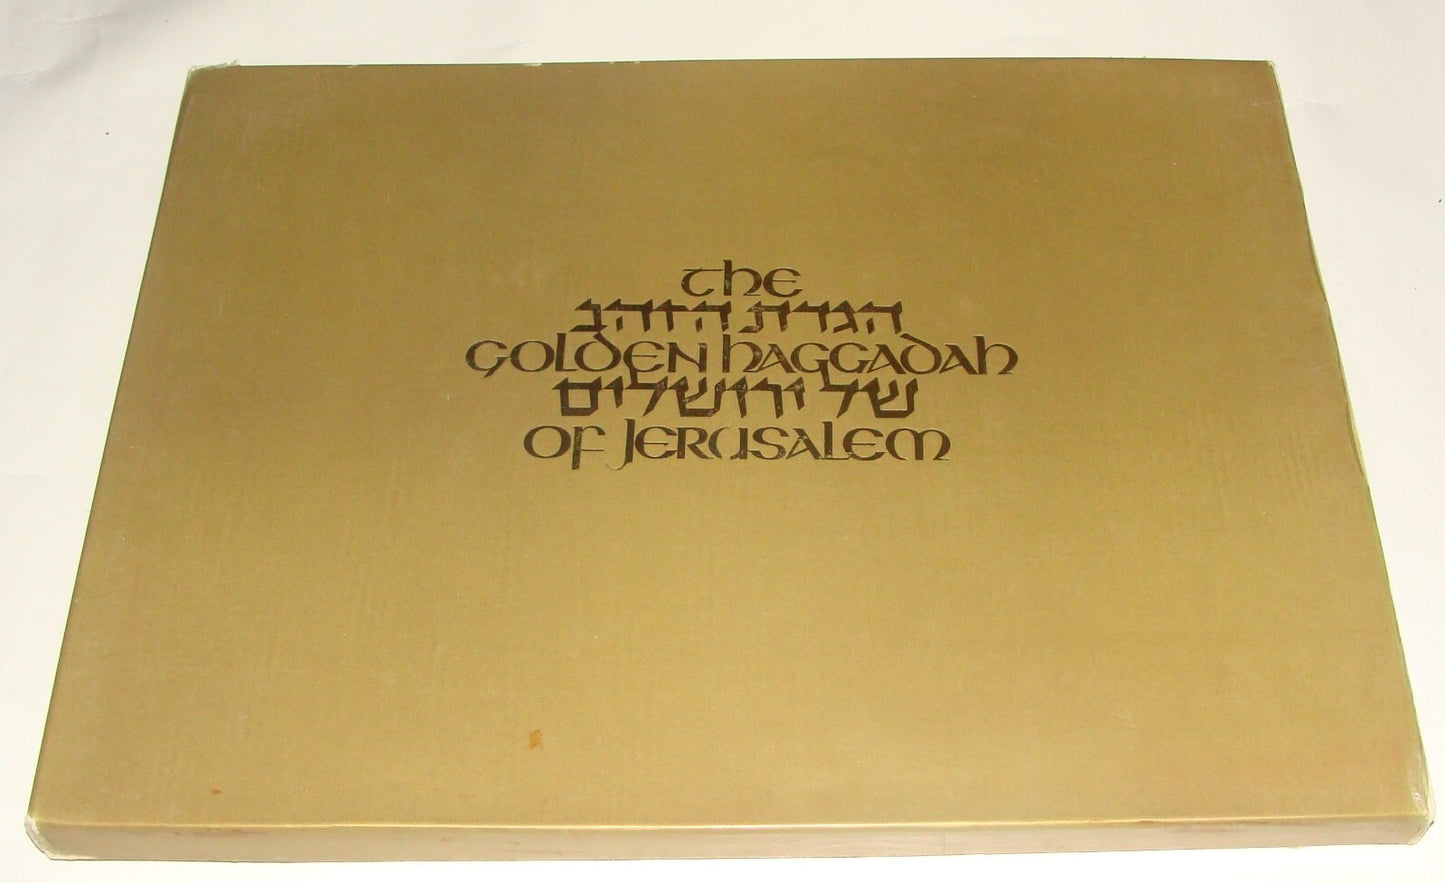 The
הגדת הזהב
Golden Haggadah
של ירושלים
of Jerusalem